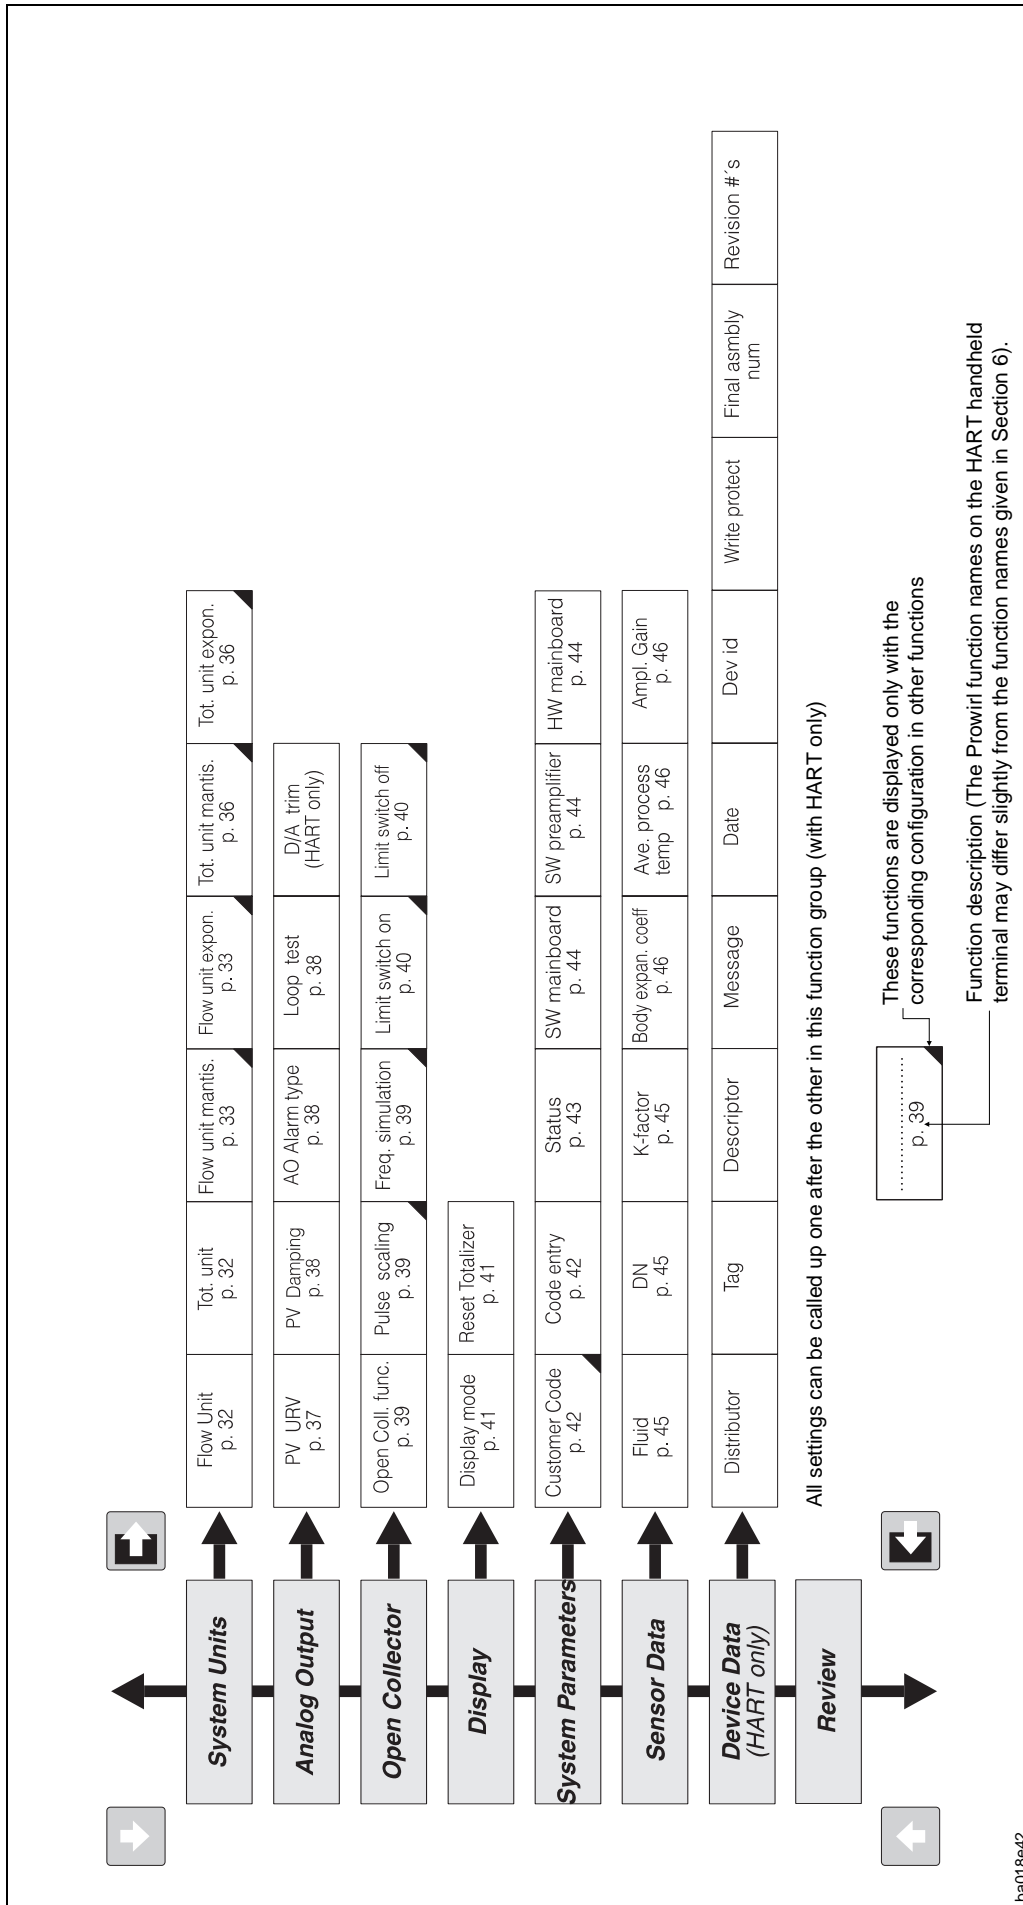 System Units
Flow Unit
p. 32
Tot. unit
p. 32
Flow unit mantis.
p. 33
Flow unit expon.
p. 33
Tot. unit mantis.
p. 36
Tot. unit expon.
p. 36
Analog Output
PV URV
p. 37
PV Damping
p. 38
AO Alarm type
p. 38
Loop test
p. 38
D/A trim
(HART only)
Open Collector
Open Coll. func.
p. 39
Pulse scaling
p. 39
Freq. simulation
p. 39
Limit switch on
p. 40
Limit switch off
p. 40
Display
Display mode
p. 41
Reset Totalizer
p. 41
System Parameters
Customer Code
p. 42
Code entry
p. 42
Status
p. 43
SW mainboard
p. 44
SW preamplifier
p. 44
HW mainboard
p. 44
Sensor Data
Fluid
p. 45
DN
p. 45
K-factor
p. 45
Body expan. coeff
p. 46
Ave. process
temp p. 46
Ampl. Gain
p. 46
Device Data
(HART only)
Distributor
Tag
Descriptor
Message
Date
Dev id
Write protect
Final asmbly
num
Revision #´s
Review
All settings can be called up one after the other in this function group (with HART only)
....................
p. 39
These functions are displayed only with the
corresponding configuration in other functions
Function description (The Prowirl function names on the HART handheld
terminal may differ slightly from the function names given in Section 6).
ba018e42